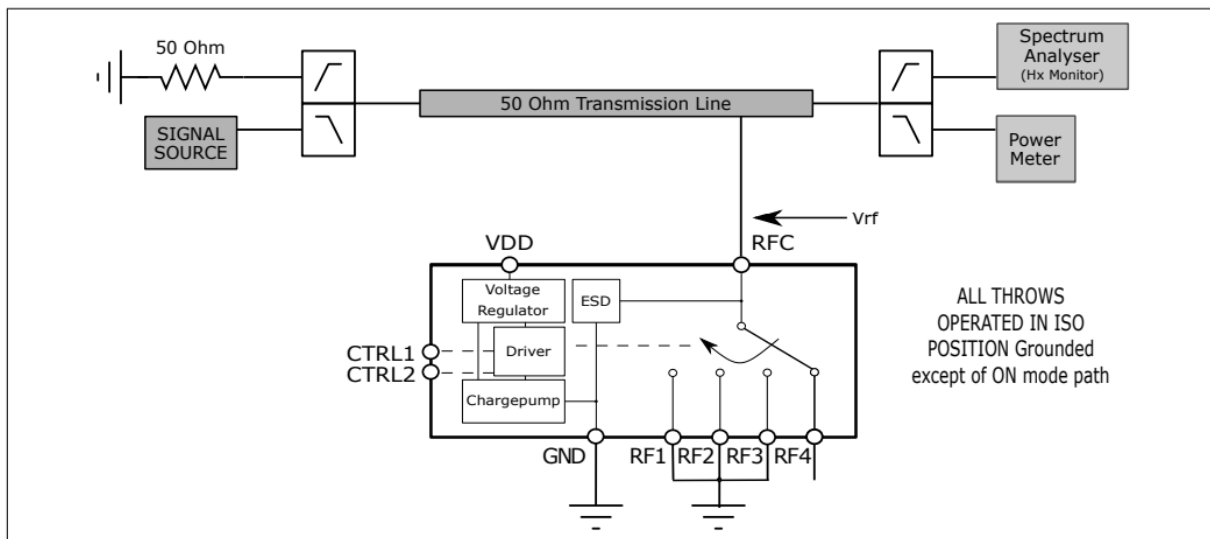 50 Ohm
SIGNAL
SOURCE
50 Ohm Transmission Line
Spectrum
Analyser
(Hx Monitor)
Power
Meter
Vrf
VDD
RFC
Voltage
Regulator
ESD
Driver
Chargepump
CTRL1
CTRL2
GND
RF1
RF2
RF3
RF4
ALL THROWS
OPERATED IN ISO
POSITION Grounded
except of ON mode path